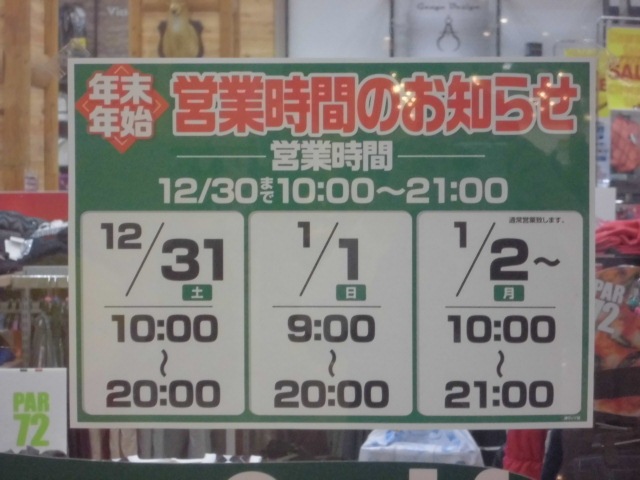 年末
年始
営業時間のお知らせ
営業時間
12/30まで10:00～21:00
12/31
土
10:00
～
20:00
1/1
日
9:00
～
20:00
通常営業致します。
1/2～
月
10:00
～
21:00
PAR
72
PAR
72
SAL